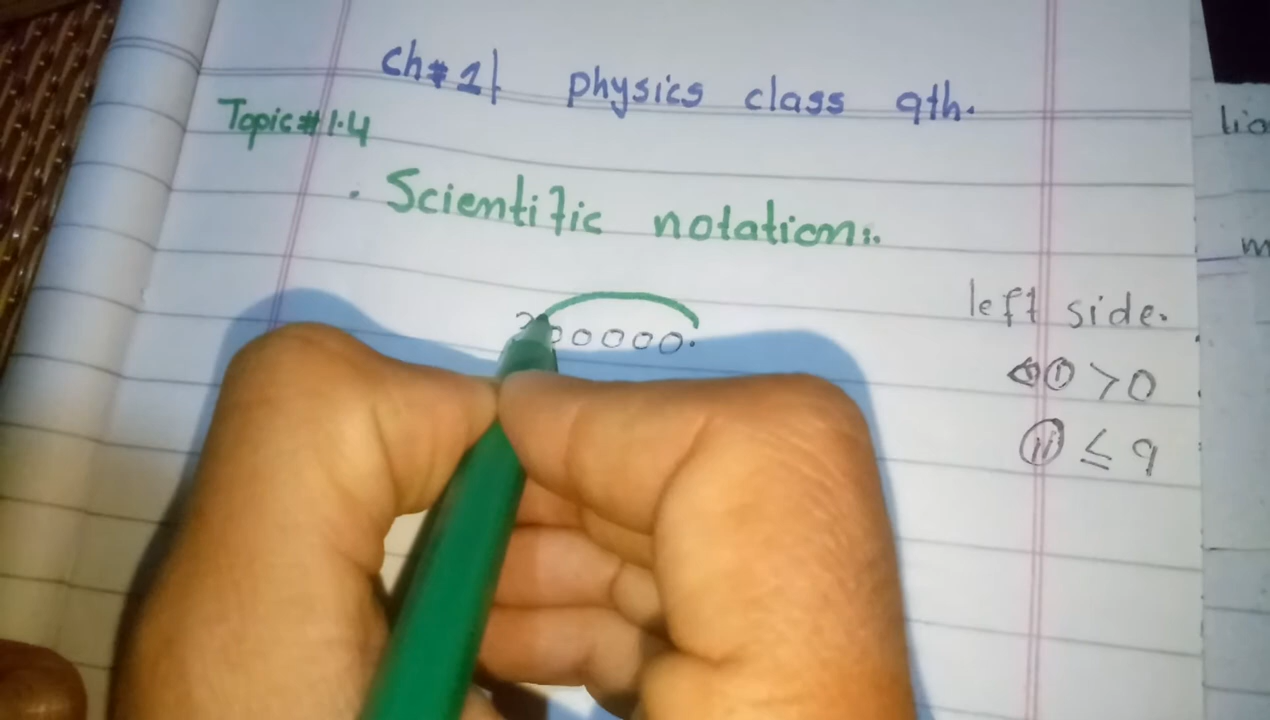 Ch# 1| physics class 9th.
Topic# 1.4
. Scientific notation:.
left side.
① > 0
00000.
⑪ ≤ 9